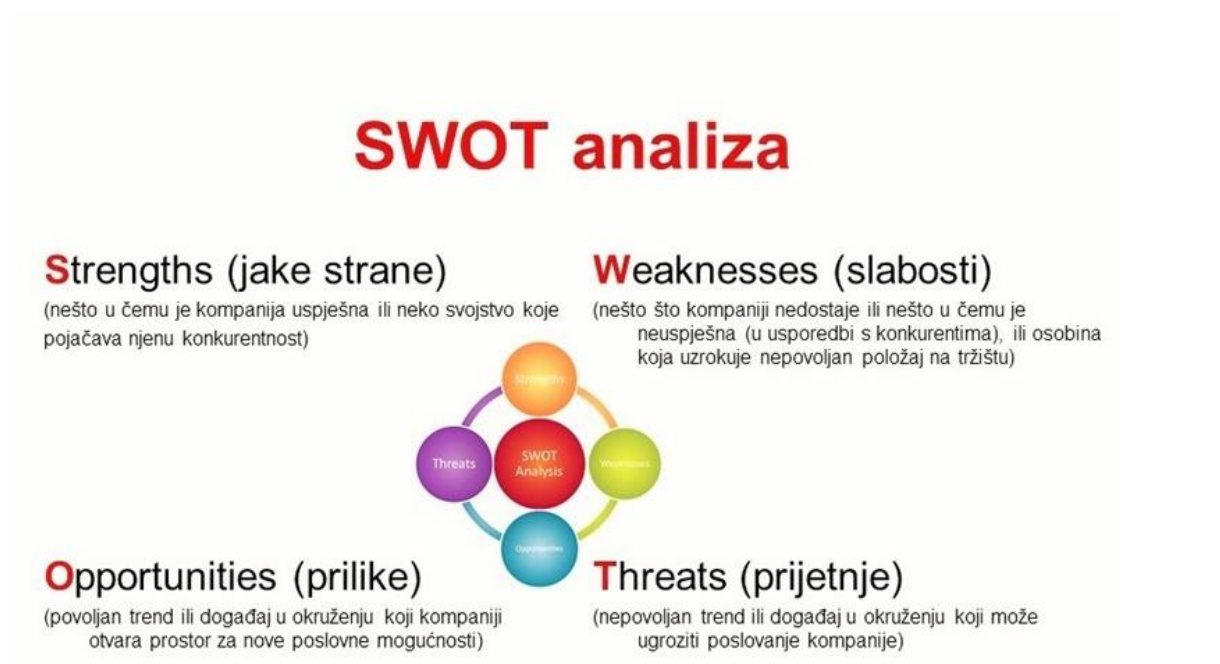 SWOT analiza
Strengths (jake strane)
(nešto u čemu je kompanija uspješna ili neko svojstvo koje
pojačava njenu konkurentnost)
Weaknesses (slabosti)
(nešto što kompaniji nedostaje ili nešto u čemu je
neuspješna (u usporedbi s konkurentima), ili osobina
koja uzrokuje nepovoljan položaj na tržištu)
Strengths
Threats
SWOT
Analysis
Weaknesses
Opportunities
Opportunities (prilike)
(povoljan trend ili događaj u okruženju koji kompaniji
otvara prostor za nove poslovne mogućnosti)
Threats (prijetnje)
(nepovoljan trend ili događaj u okruženju koji može
ugroziti poslovanje kompanije)